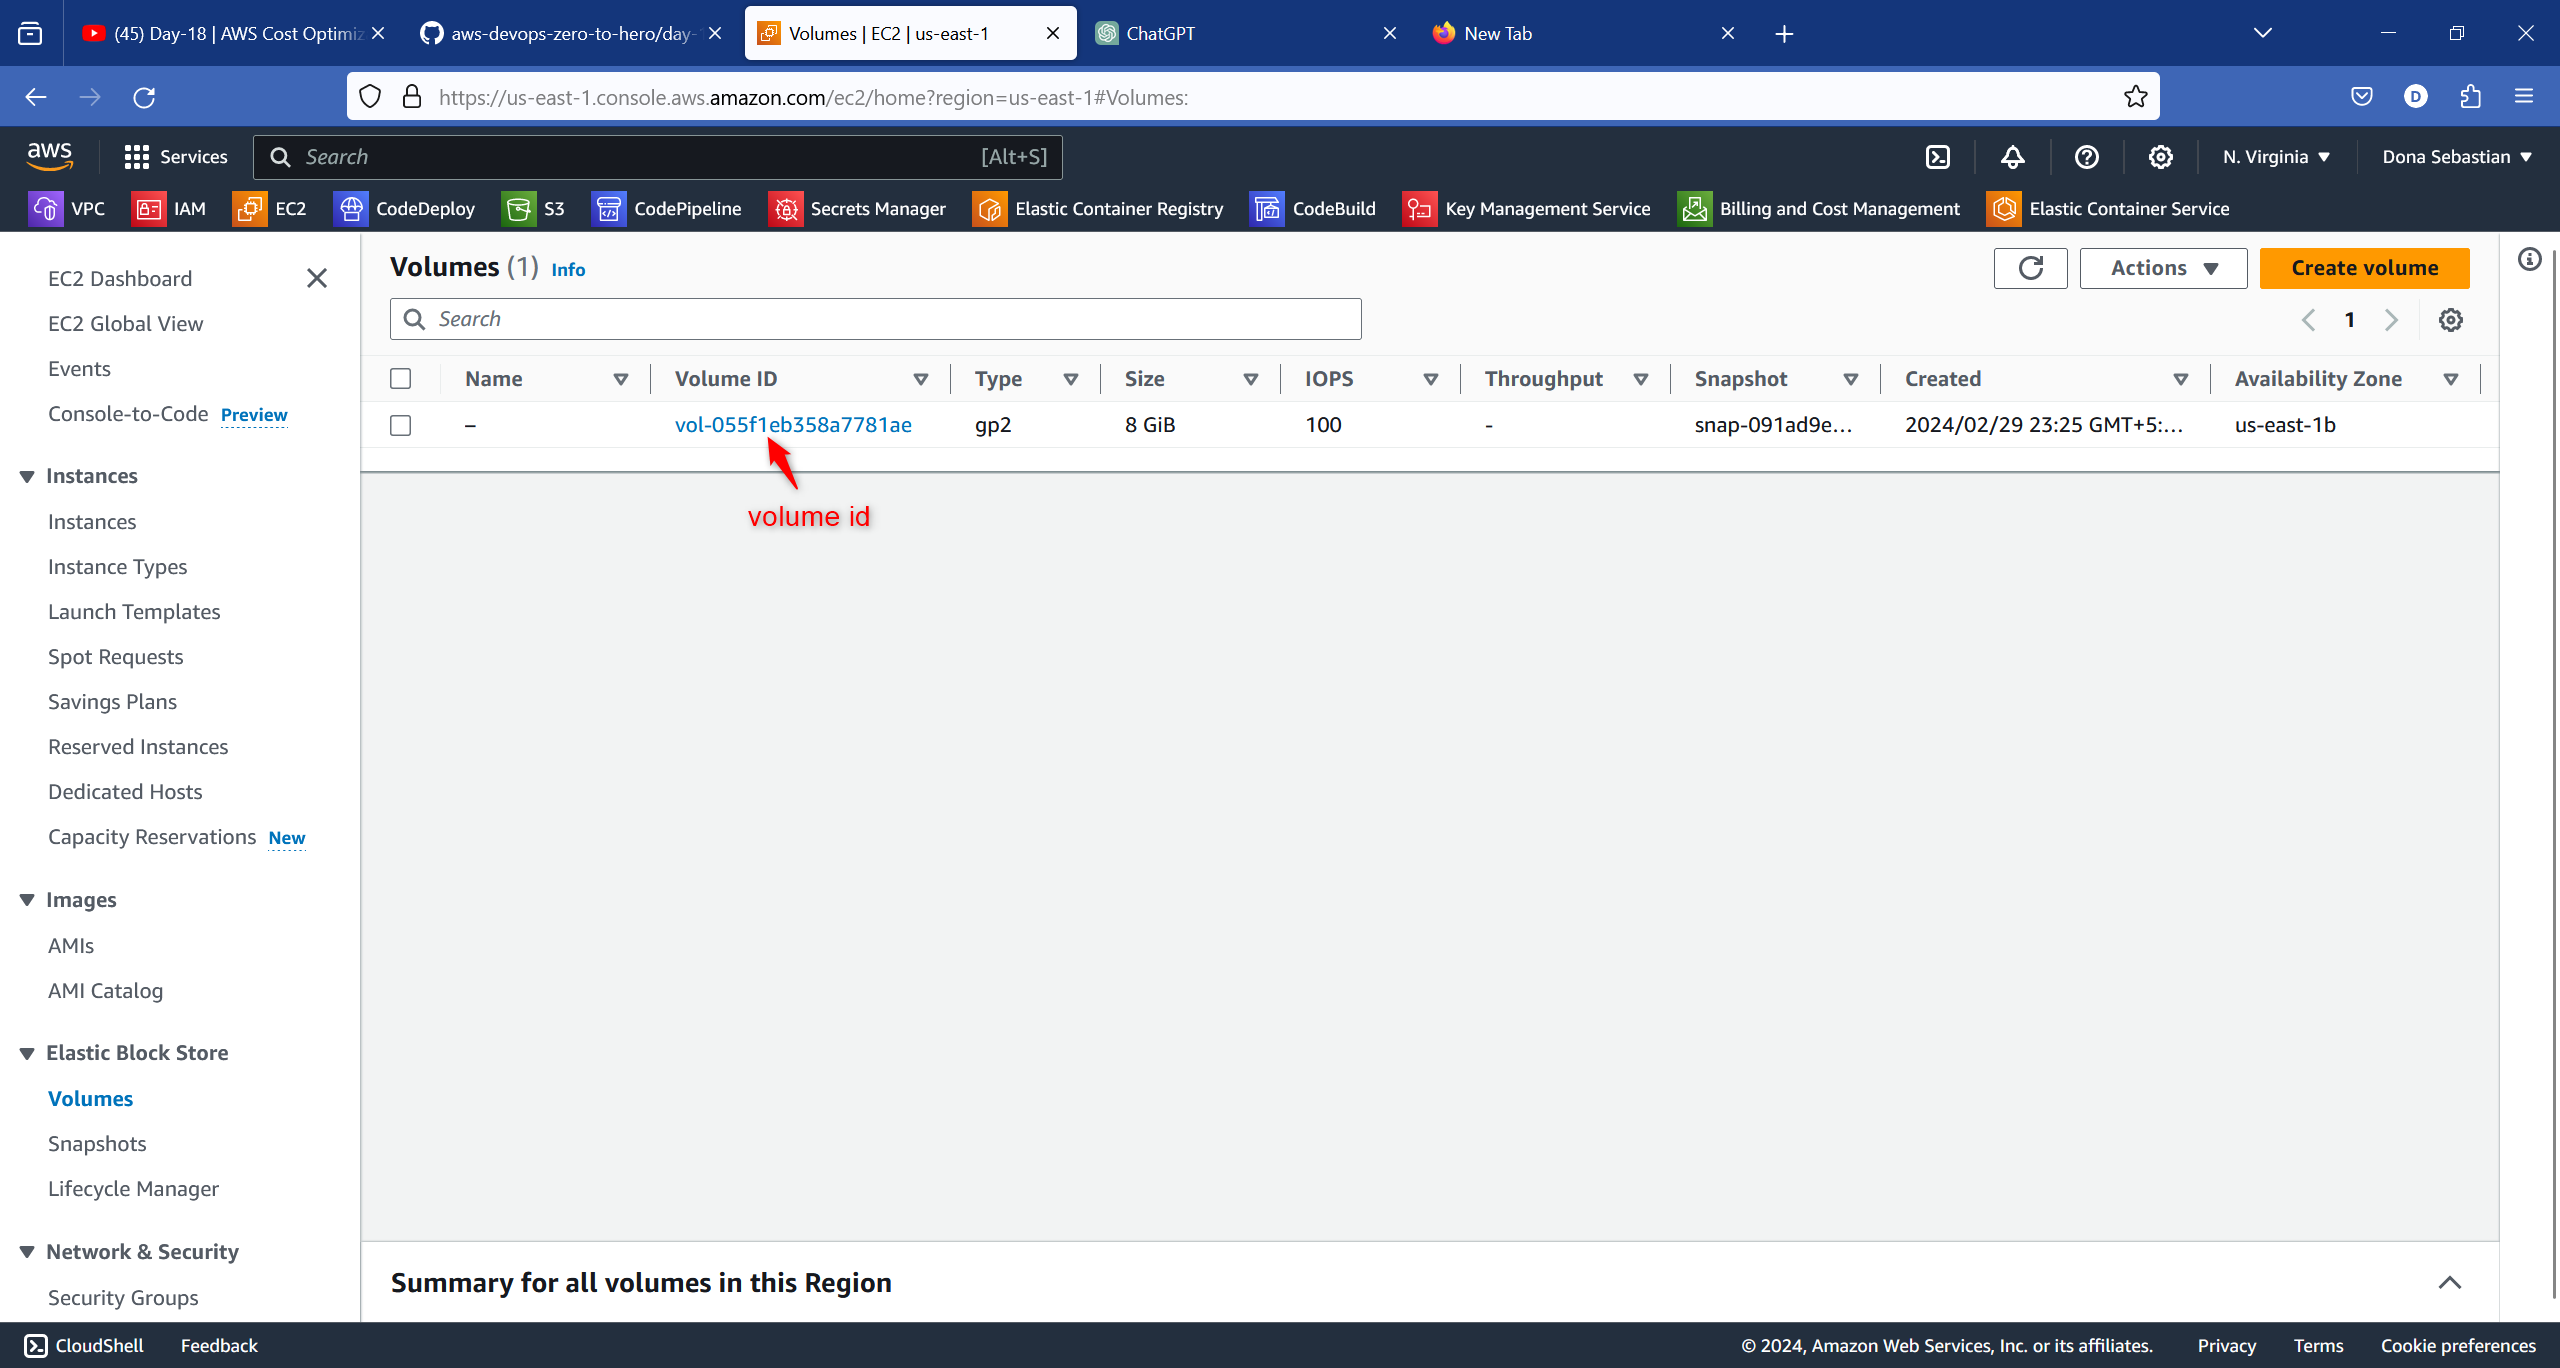 (45) Day-18 | AWS Cost Optimiz
aws-devops-zero-to-hero/day-
Volumes | EC2 | us-east-1
ChatGPT
New Tab
https://us-east-1.console.aws.amazon.com/ec2/home?region=us-east-1#Volumes:
D
aws
Services
Search
[Alt+S]
N. Virginia
Dona Sebastian
VPC
IAM
EC2
CodeDeploy
S3
CodePipeline
Secrets Manager
Elastic Container Registry
CodeBuild
Key Management Service
Billing and Cost Management
Elastic Container Service
EC2 Dashboard
EC2 Global View
Events
Console-to-Code Preview
Instances
Instances
Instance Types
Launch Templates
Spot Requests
Savings Plans
Reserved Instances
Dedicated Hosts
Capacity Reservations New
Images
AMIs
AMI Catalog
Elastic Block Store
Volumes
Snapshots
Lifecycle Manager
Network & Security
Security Groups
Volumes (1) Info
Actions
Create volume
Search
1
Name Volume ID Type Size IOPS Throughput Snapshot Created Availability Zone
– vol-055f1eb358a7781ae gp2 8 GiB 100 - snap-091ad9e... 2024/02/29 23:25 GMT+5:... us-east-1b
volume id
Summary for all volumes in this Region
CloudShell
Feedback
© 2024, Amazon Web Services, Inc. or its affiliates.
Privacy
Terms
Cookie preferences